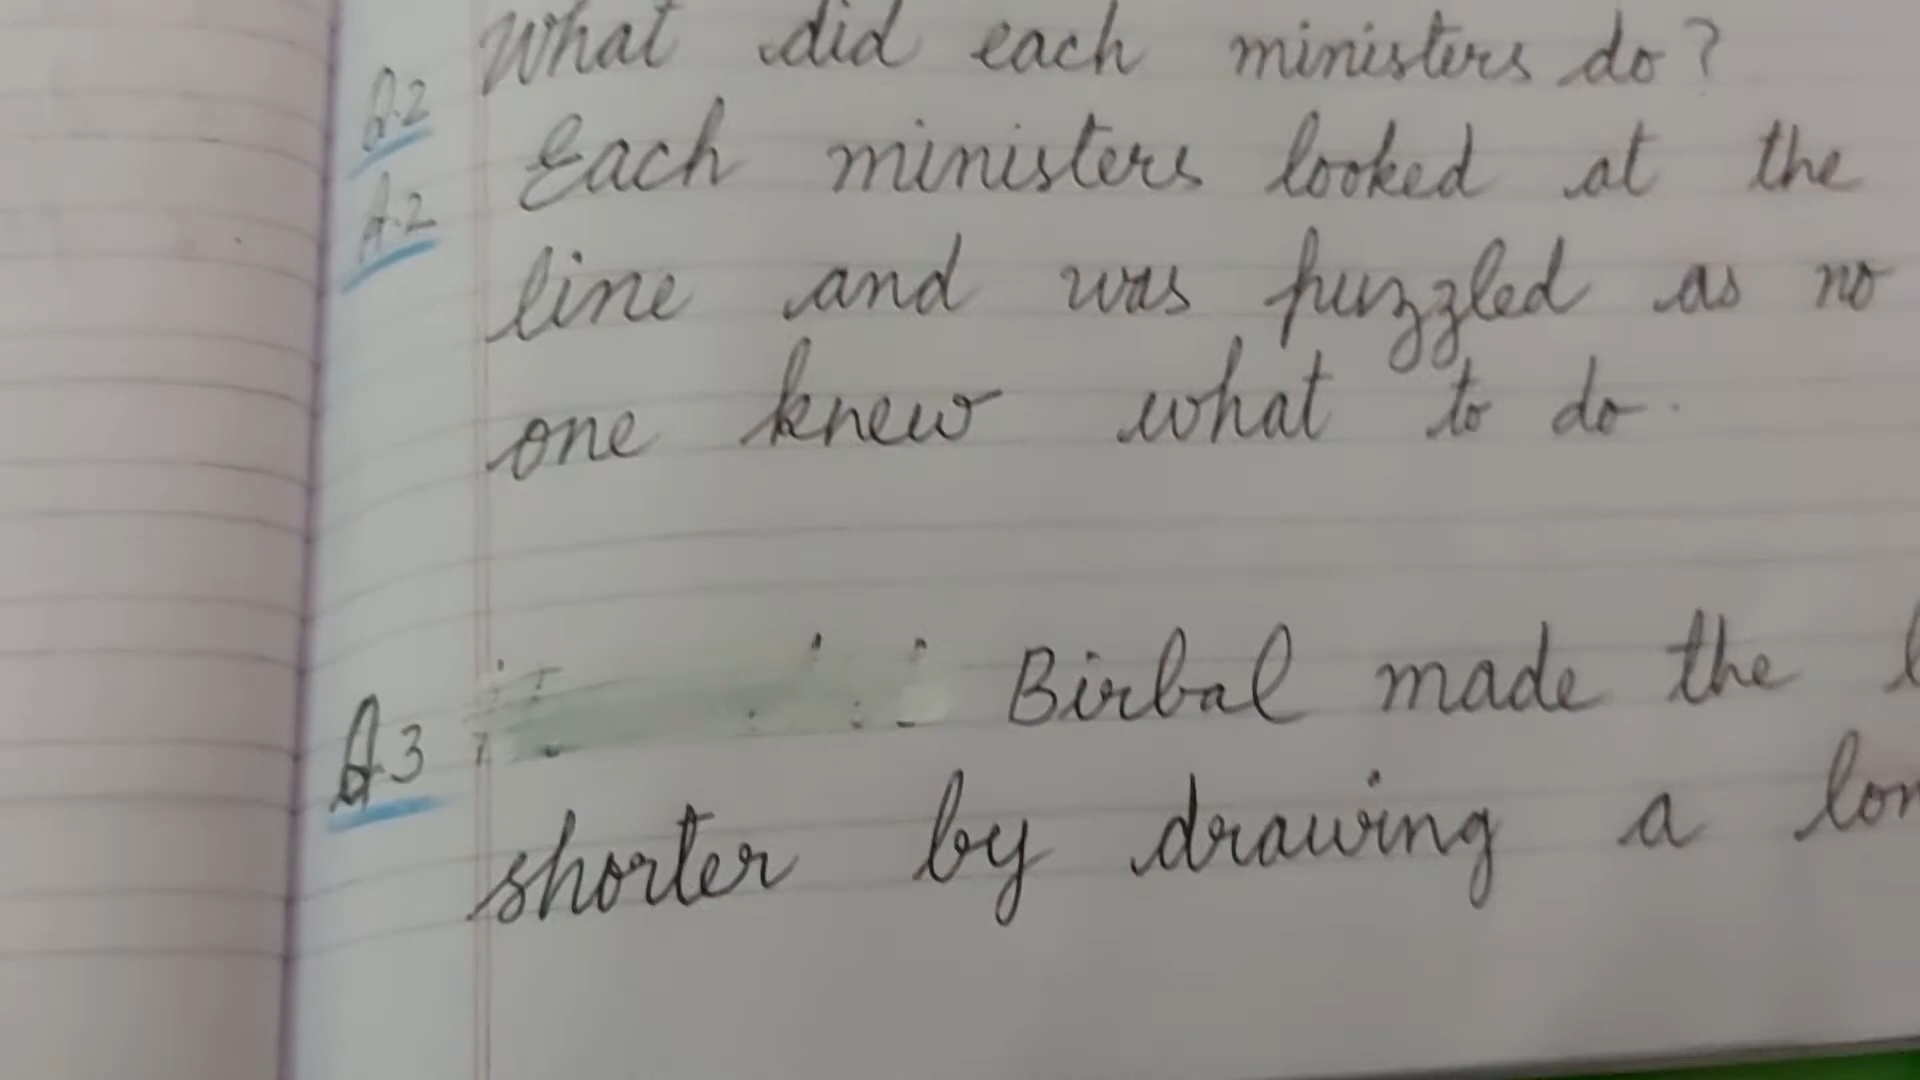 Q.2 What did each ministers do?
A.2 Each ministers looked at the
line and was puzzled as no
one knew what to do.
Q.3 Birbal made the
shorter by drawing a